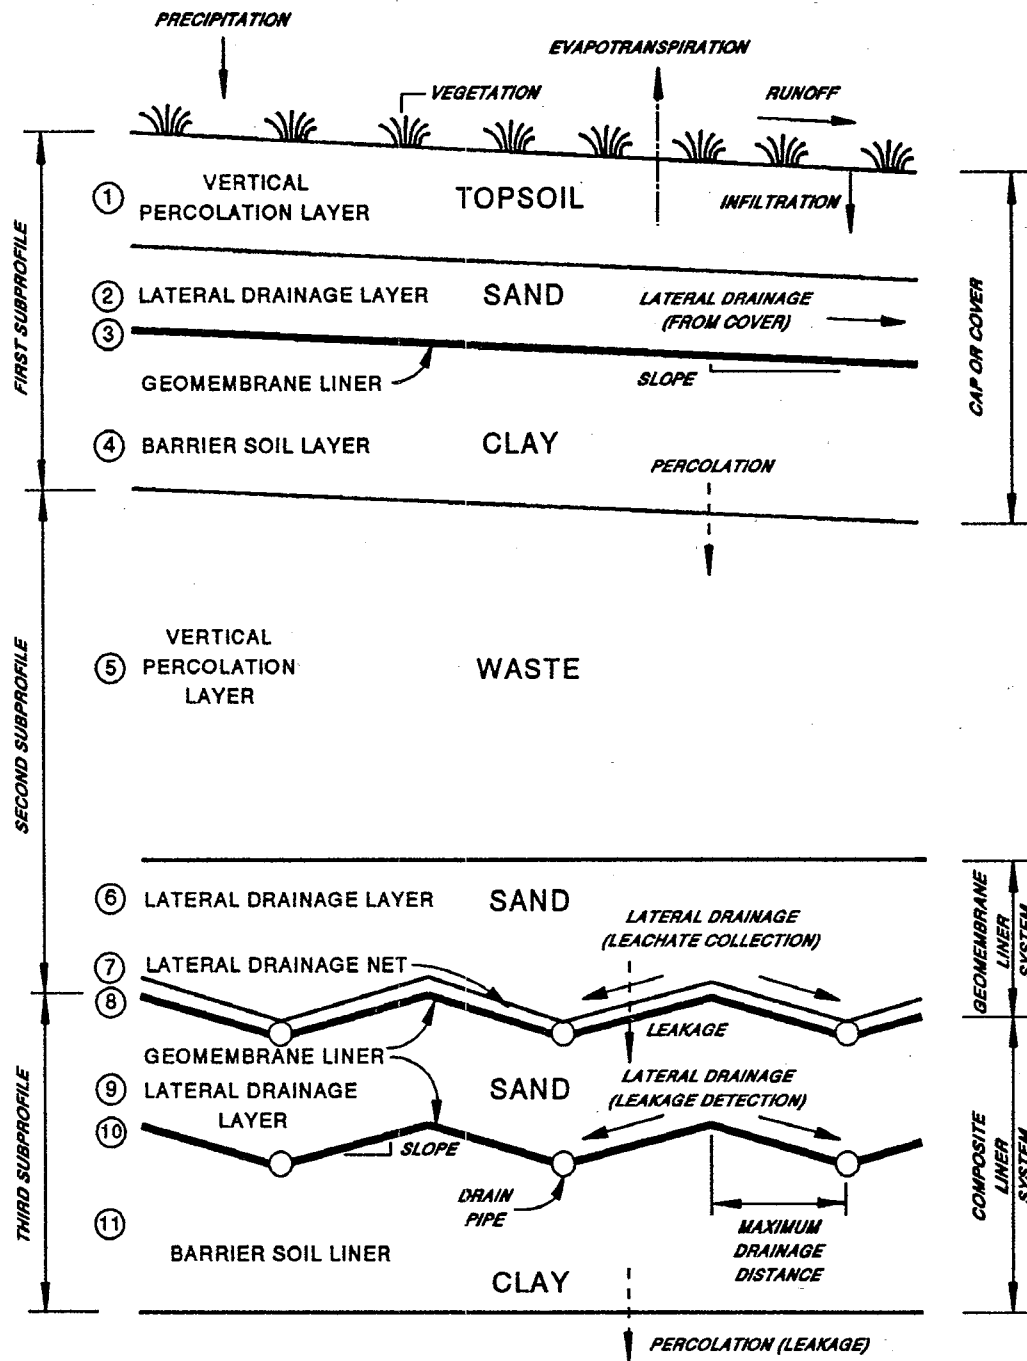 PRECIPITATION
EVAPOTRANSPIRATION
VEGETATION
RUNOFF
① VERTICAL
PERCOLATION LAYER
TOPSOIL
INFILTRATION
② LATERAL DRAINAGE LAYER
SAND
LATERAL DRAINAGE
(FROM COVER)
③
GEOMEMBRANE LINER
SLOPE
④ BARRIER SOIL LAYER
CLAY
PERCOLATION
FIRST SUBPROFILE
CAP OR COVER
⑤ VERTICAL
PERCOLATION
LAYER
WASTE
SECOND SUBPROFILE
⑥ LATERAL DRAINAGE LAYER
SAND
LATERAL DRAINAGE
(LEACHATE COLLECTION)
⑦ LATERAL DRAINAGE NET
⑧
GEOMEMBRANE LINER
LEAKAGE
GEOMEMBRANE
LINER
SYSTEM
⑨ LATERAL DRAINAGE
LAYER
SAND
LATERAL DRAINAGE
(LEAKAGE DETECTION)
⑩
SLOPE
DRAIN
PIPE
MAXIMUM
DRAINAGE
DISTANCE
⑪
BARRIER SOIL LINER
CLAY
THIRD SUBPROFILE
COMPOSITE
LINER
SYSTEM
PERCOLATION (LEAKAGE)